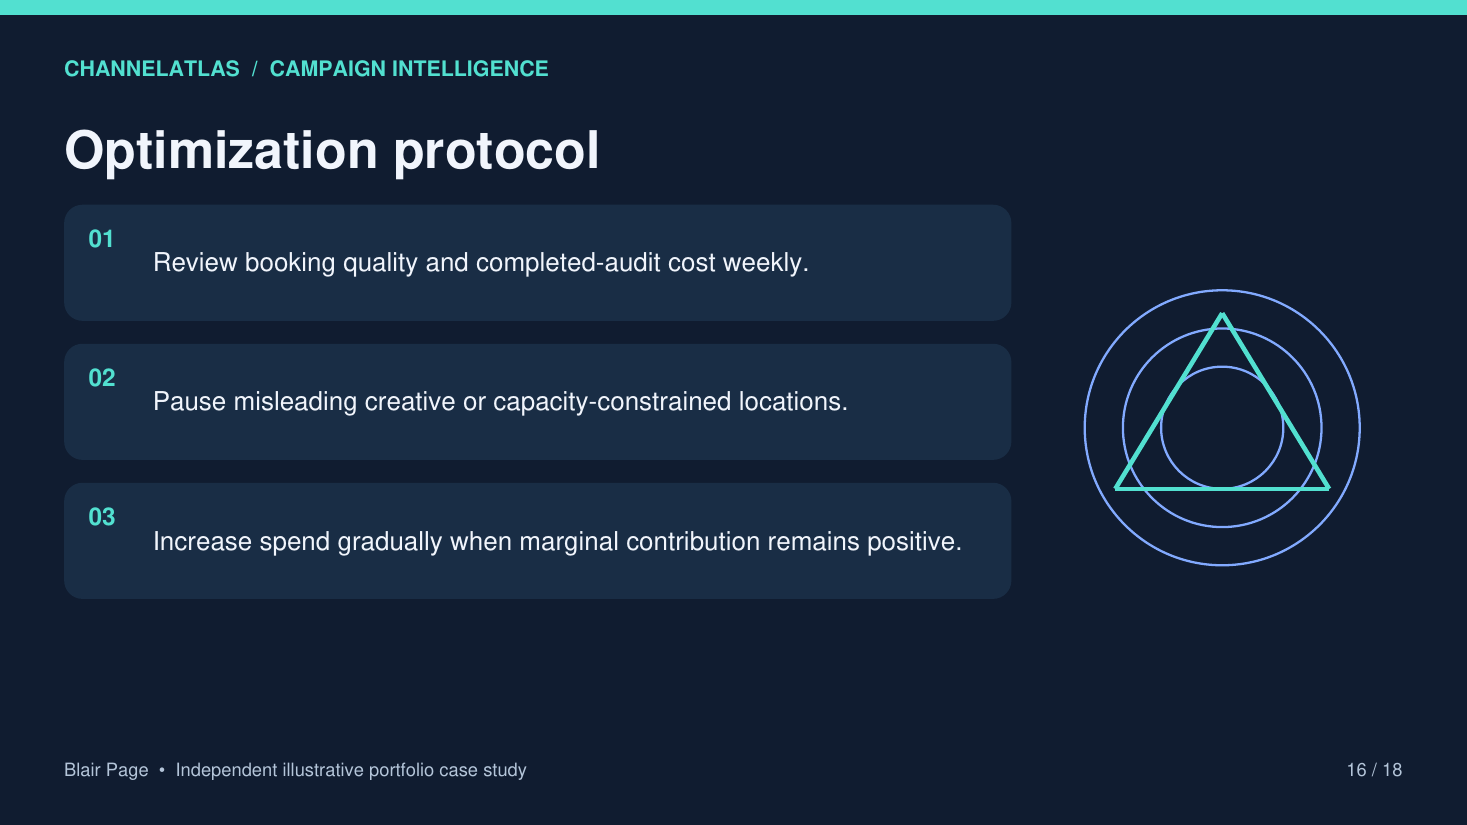 CHANNELATLAS / CAMPAIGN INTELLIGENCE
Optimization protocol
01
Review booking quality and completed-audit cost weekly.
02
Pause misleading creative or capacity-constrained locations.
03
Increase spend gradually when marginal contribution remains positive.
Blair Page • Independent illustrative portfolio case study
16 / 18